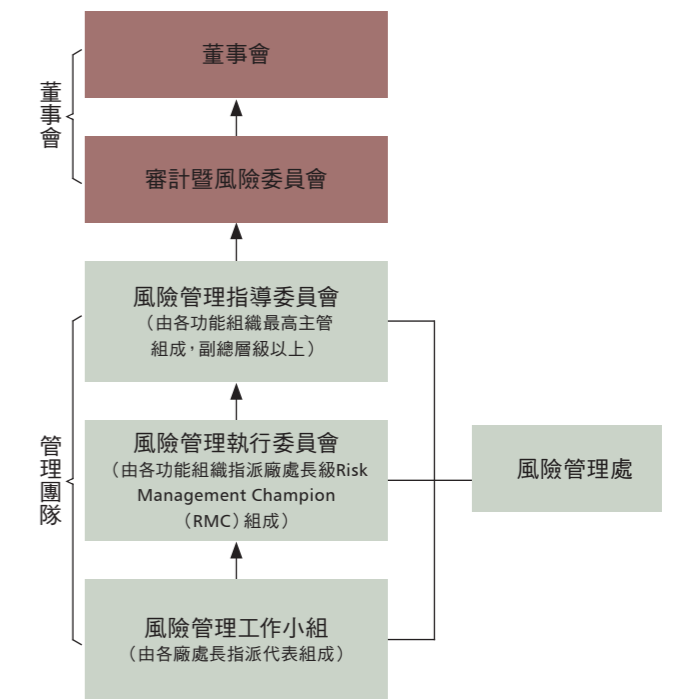 董事會
董事會
審計暨風險委員會
管理團隊
風險管理指導委員會
（由各功能組織最高主管
組成，副總層級以上）
風險管理執行委員會
（由各功能組織指派廠處長級Risk
Management Champion
（RMC）組成）
風險管理工作小組
（由各廠處長指派代表組成）
風險管理處